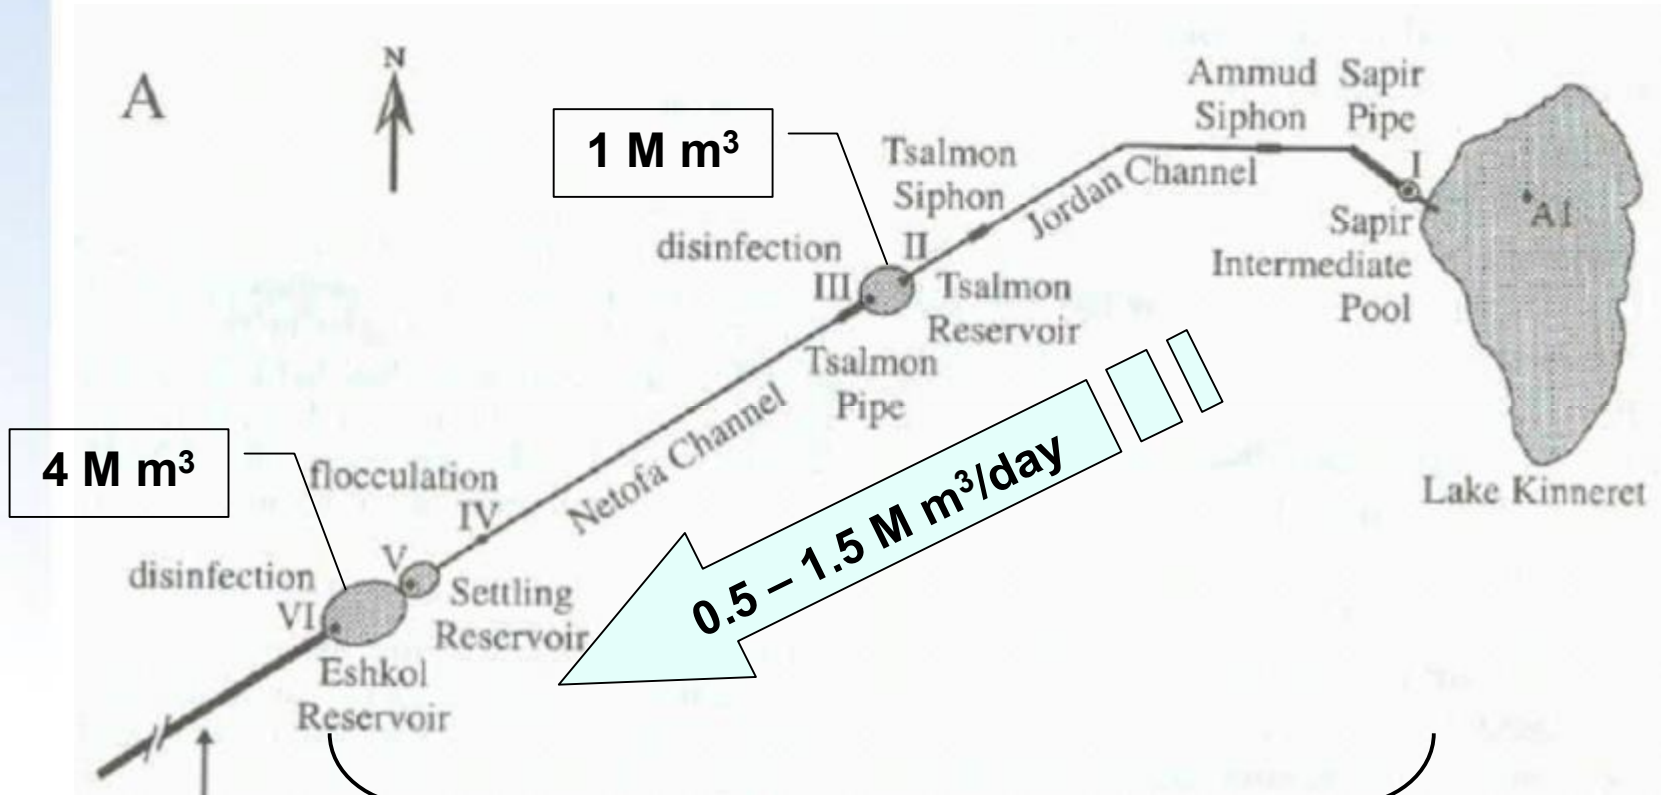 A
N
1 M m³
Ammud
Siphon
Sapir
Pipe
I
Tsalmon
Siphon
Jordan Channel
A1
Sapir
Intermediate
Pool
disinfection
II
III
Tsalmon
Reservoir
Tsalmon
Pipe
Lake Kinneret
Netofa Channel
0.5 – 1.5 M m³/day
4 M m³
flocculation
IV
V
disinfection
VI
Settling
Reservoir
Eshkol
Reservoir